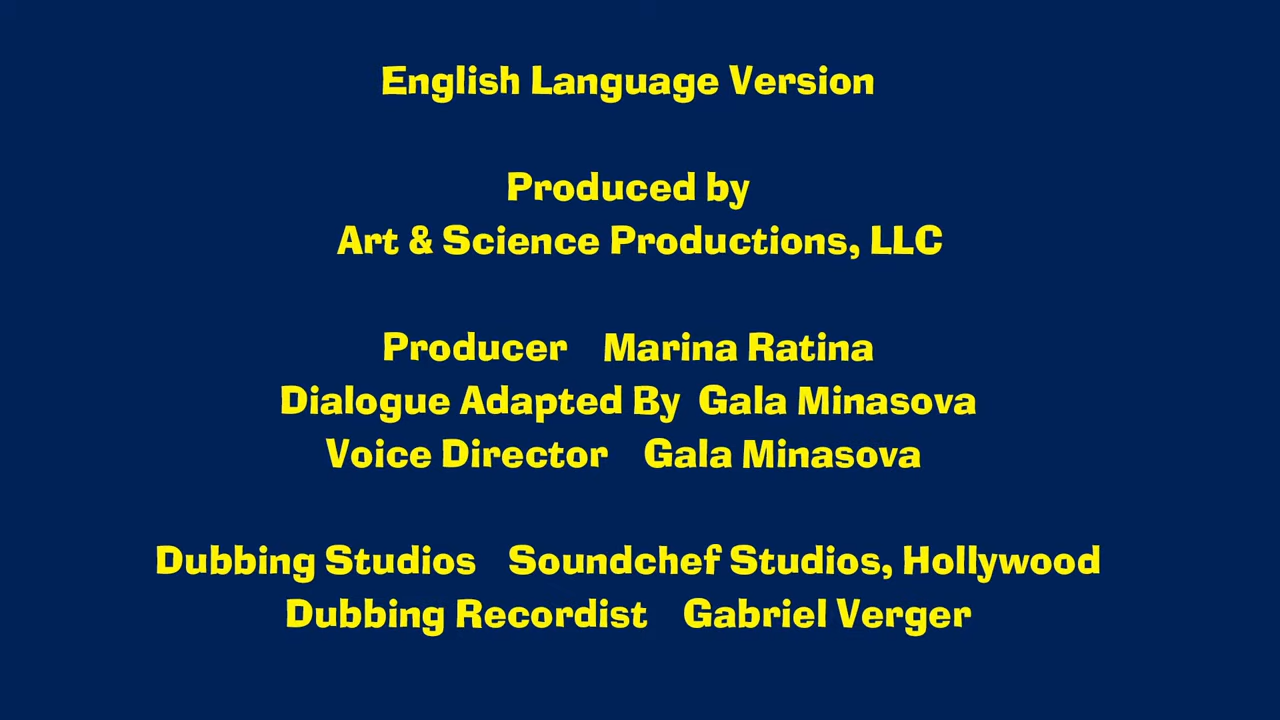 English Language Version
Produced by
Art & Science Productions, LLC
Producer Marina Ratina
Dialogue Adapted By Gala Minasova
Voice Director Gala Minasova
Dubbing Studios Soundchef Studios, Hollywood
Dubbing Recordist Gabriel Verger